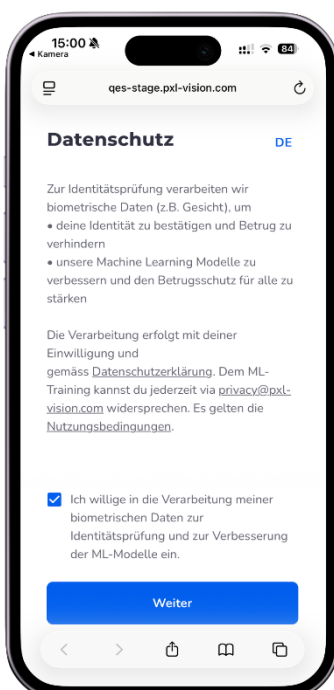 15:00
◀ Kamera
84
qes-stage.pxl-vision.com
Datenschutz
DE
Zur Identitätsprüfung verarbeiten wir
biometrische Daten (z.B. Gesicht), um
• deine Identität zu bestätigen und Betrug zu
verhindern
• unsere Machine Learning Modelle zu
verbessern und den Betrugsschutz für alle zu
stärken
Die Verarbeitung erfolgt mit deiner
Einwilligung und
gemäss Datenschutzerklärung. Dem ML-
Training kannst du jederzeit via privacy@pxl-
vision.com widersprechen. Es gelten die
Nutzungsbedingungen.
Ich willige in die Verarbeitung meiner
biometrischen Daten zur
Identitätsprüfung und zur Verbesserung
der ML-Modelle ein.
Weiter